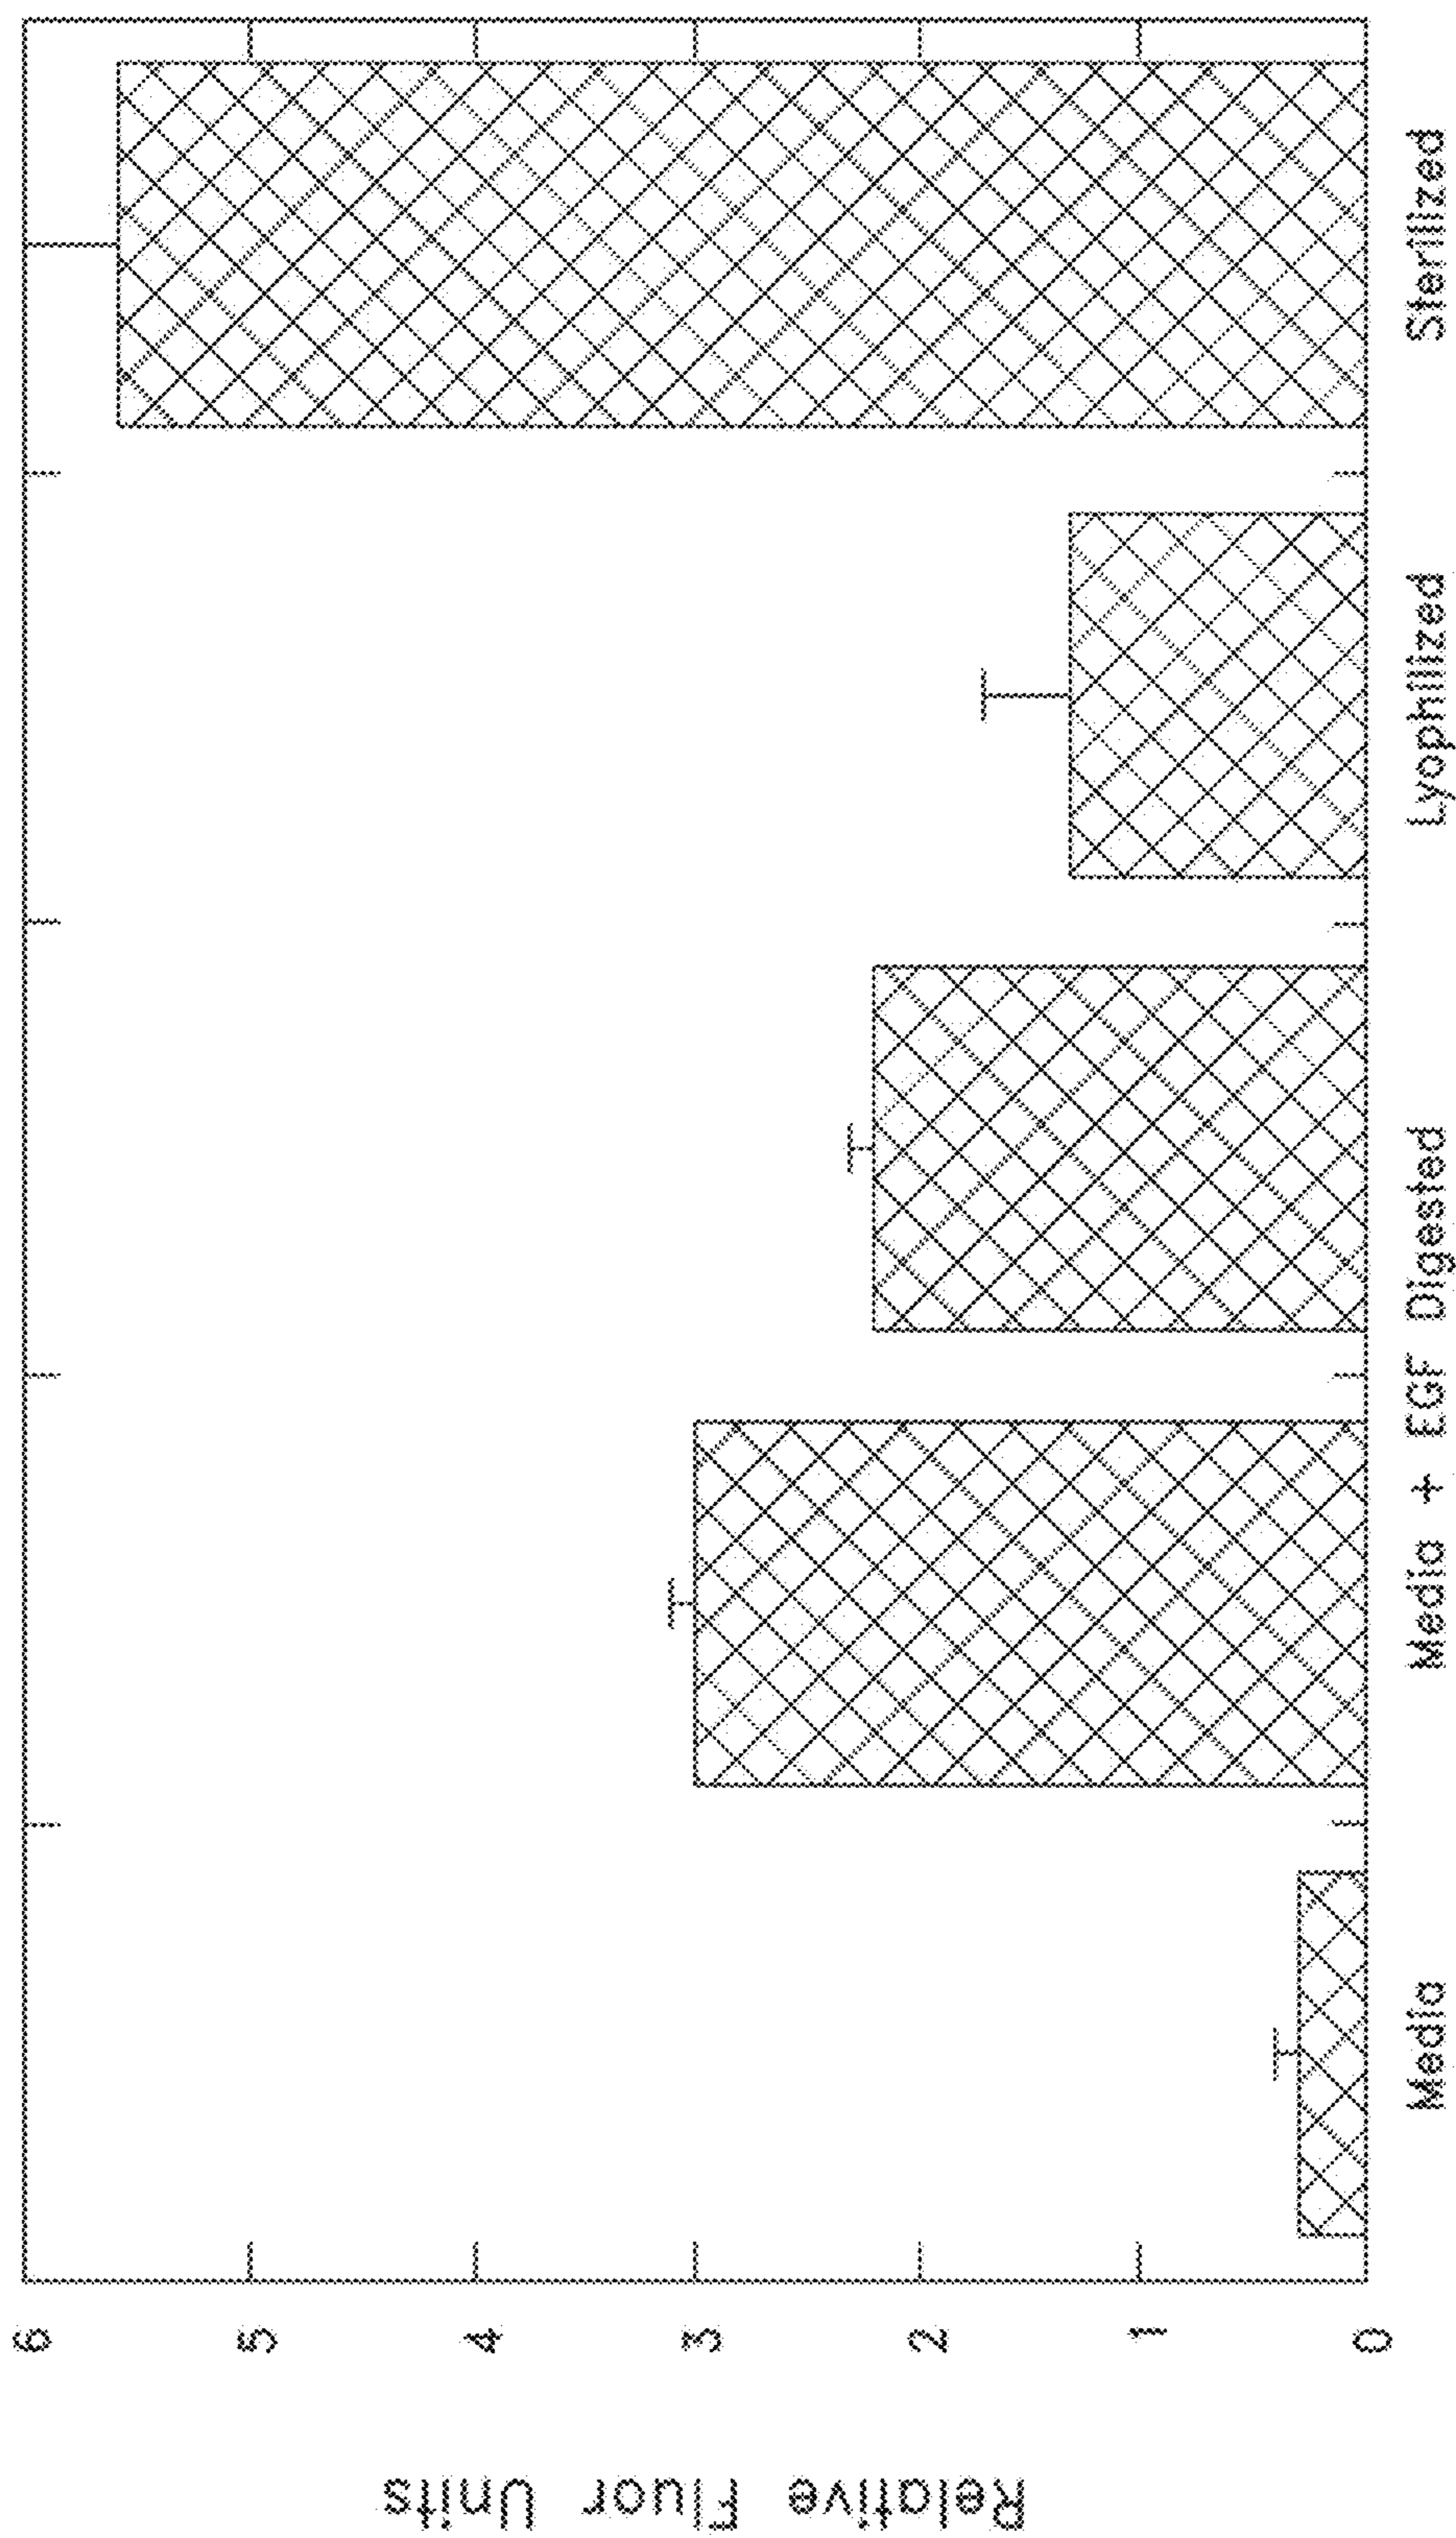 Relative Fluor Units
6
5
4
3
2
1
0
Media
Media + EGF
Digested
Lyophilized
Sterilized